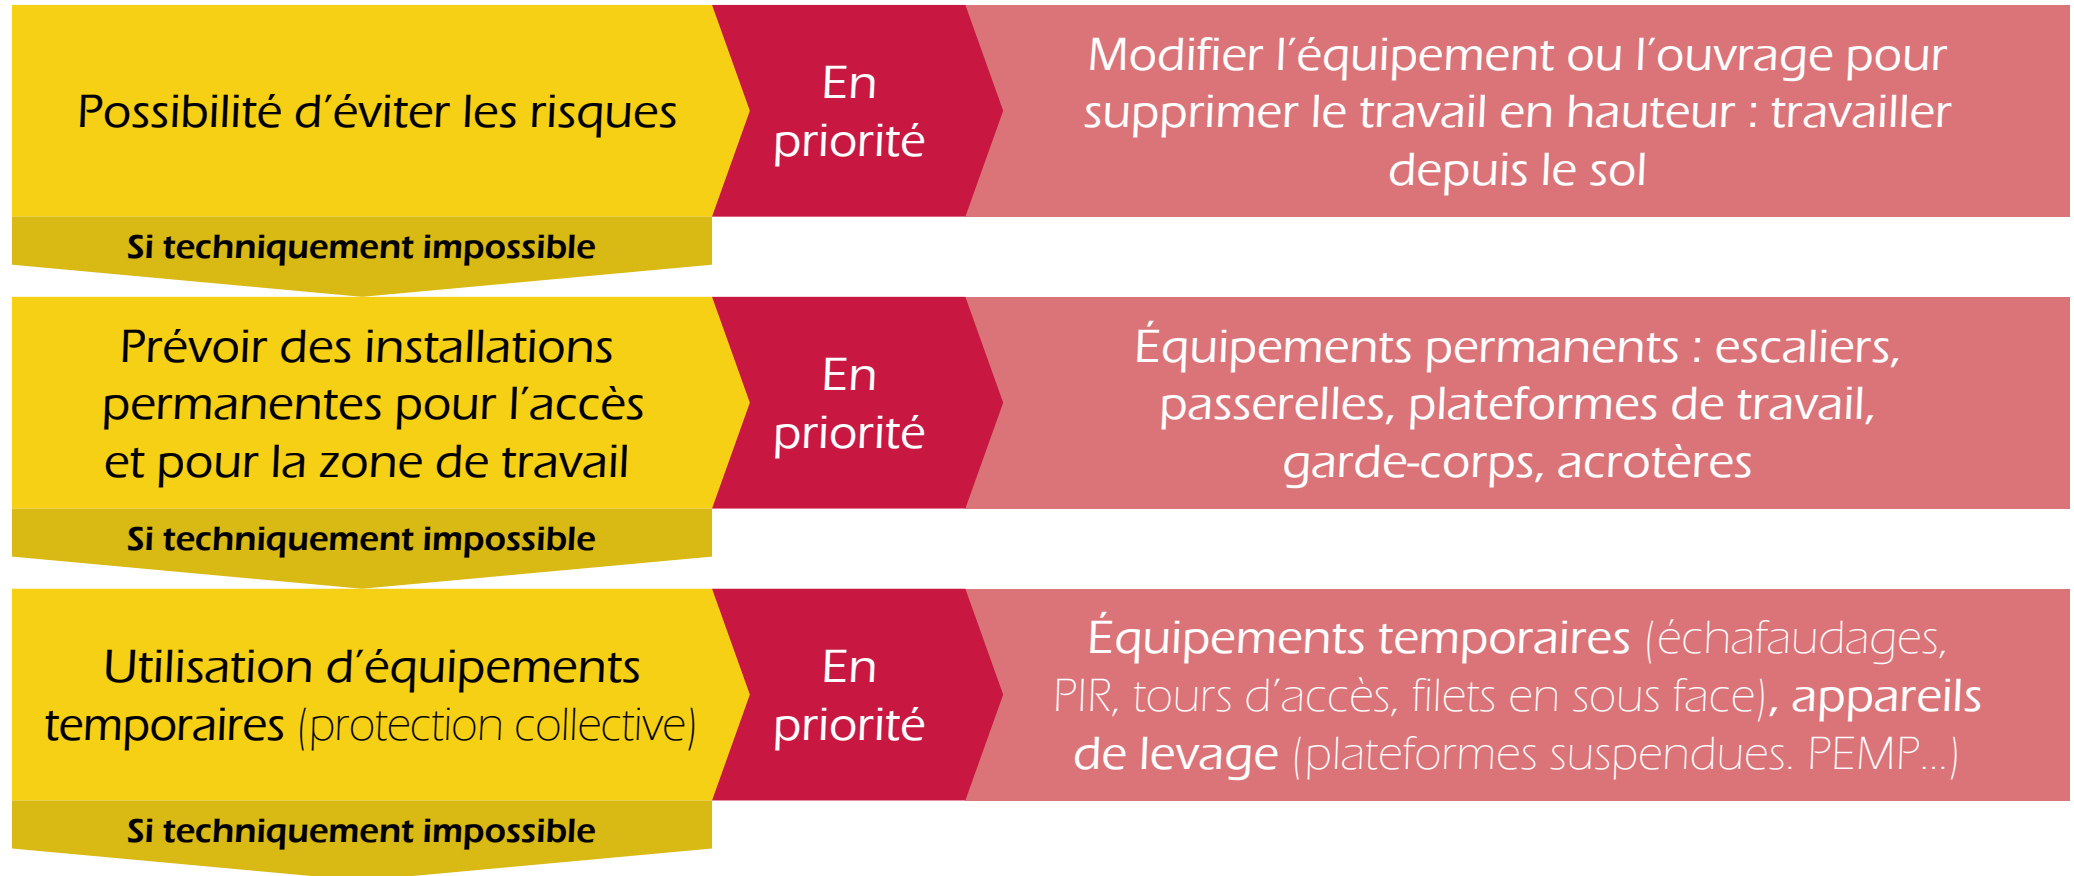 Possibilité d'éviter les risques
En
priorité
Modifier l'équipement ou l'ouvrage pour
supprimer le travail en hauteur : travailler
depuis le sol
Si techniquement impossible
Prévoir des installations
permanentes pour l'accès
et pour la zone de travail
En
priorité
Équipements permanents : escaliers,
passerelles, plateformes de travail,
garde-corps, acrotères
Si techniquement impossible
Utilisation d'équipements
temporaires (protection collective)
En
priorité
Équipements temporaires (échafaudages,
PIR, tours d'accès, filets en sous face), appareils
de levage (plateformes suspendues. PEMP...)
Si techniquement impossible